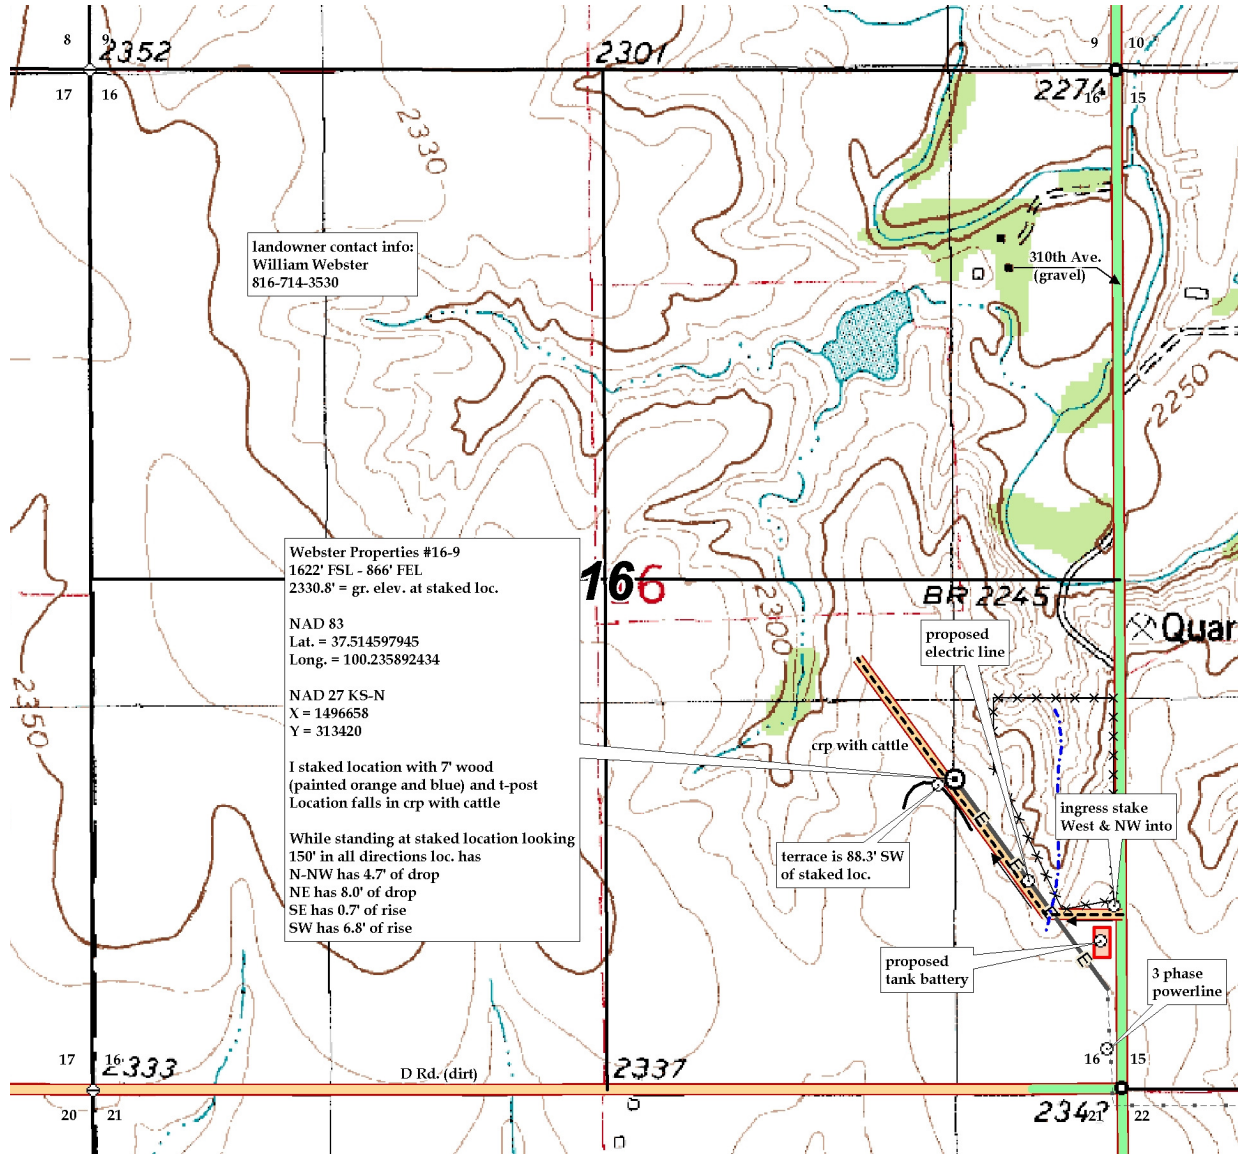 8
9
2352
2301
9
10
17
16
2274
16
15
2330
landowner contact info:
William Webster
816-714-3530
310th Ave.
(gravel)
2250
Webster Properties #16-9
1622' FSL - 866' FEL
2330.8' = gr. elev. at staked loc.
NAD 83
Lat. = 37.514597945
Long. = 100.235892434
NAD 27 KS-N
X = 1496658
Y = 313420
I staked location with 7' wood
(painted orange and blue) and t-post
Location falls in crp with cattle
While standing at staked location looking
150' in all directions loc. has
N-NW has 4.7' of drop
NE has 8.0' of drop
SE has 0.7' of rise
SW has 6.8' of rise
16
BR 2245
Quar
2300
proposed
electric line
2350
crp with cattle
ingress stake
West & NW into
terrace is 88.3' SW
of staked loc.
E
E
E
proposed
tank battery
3 phase
powerline
17
16
2333
D Rd. (dirt)
2337
16
15
20
21
234
21
22